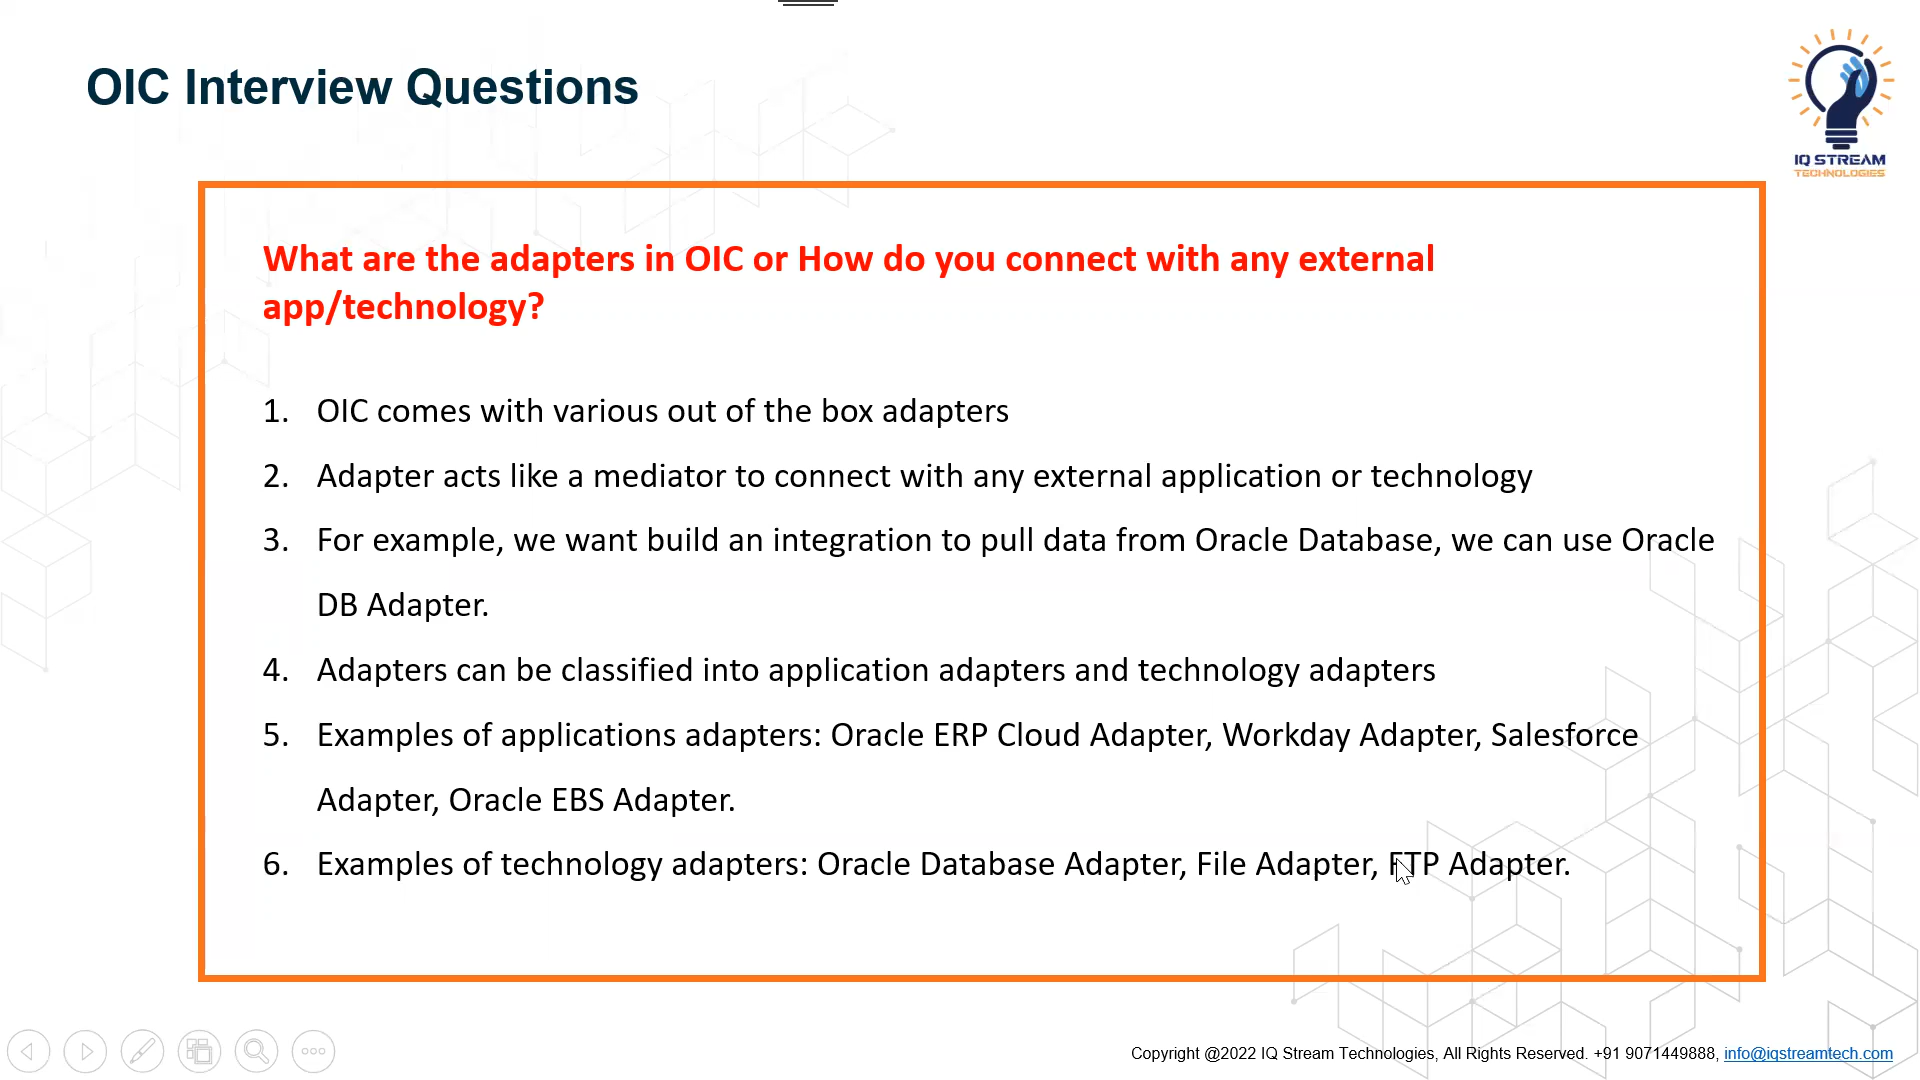 OIC Interview Questions
IQ STREAM
TECHNOLOGIES
What are the adapters in OIC or How do you connect with any external
app/technology?
1. OIC comes with various out of the box adapters
2. Adapter acts like a mediator to connect with any external application or technology
3. For example, we want build an integration to pull data from Oracle Database, we can use Oracle
DB Adapter.
4. Adapters can be classified into application adapters and technology adapters
5. Examples of applications adapters: Oracle ERP Cloud Adapter, Workday Adapter, Salesforce
Adapter, Oracle EBS Adapter.
6. Examples of technology adapters: Oracle Database Adapter, File Adapter, FTP Adapter.
Copyright @2022 IQ Stream Technologies, All Rights Reserved. +91 9071449888, info@iqstreamtech.com